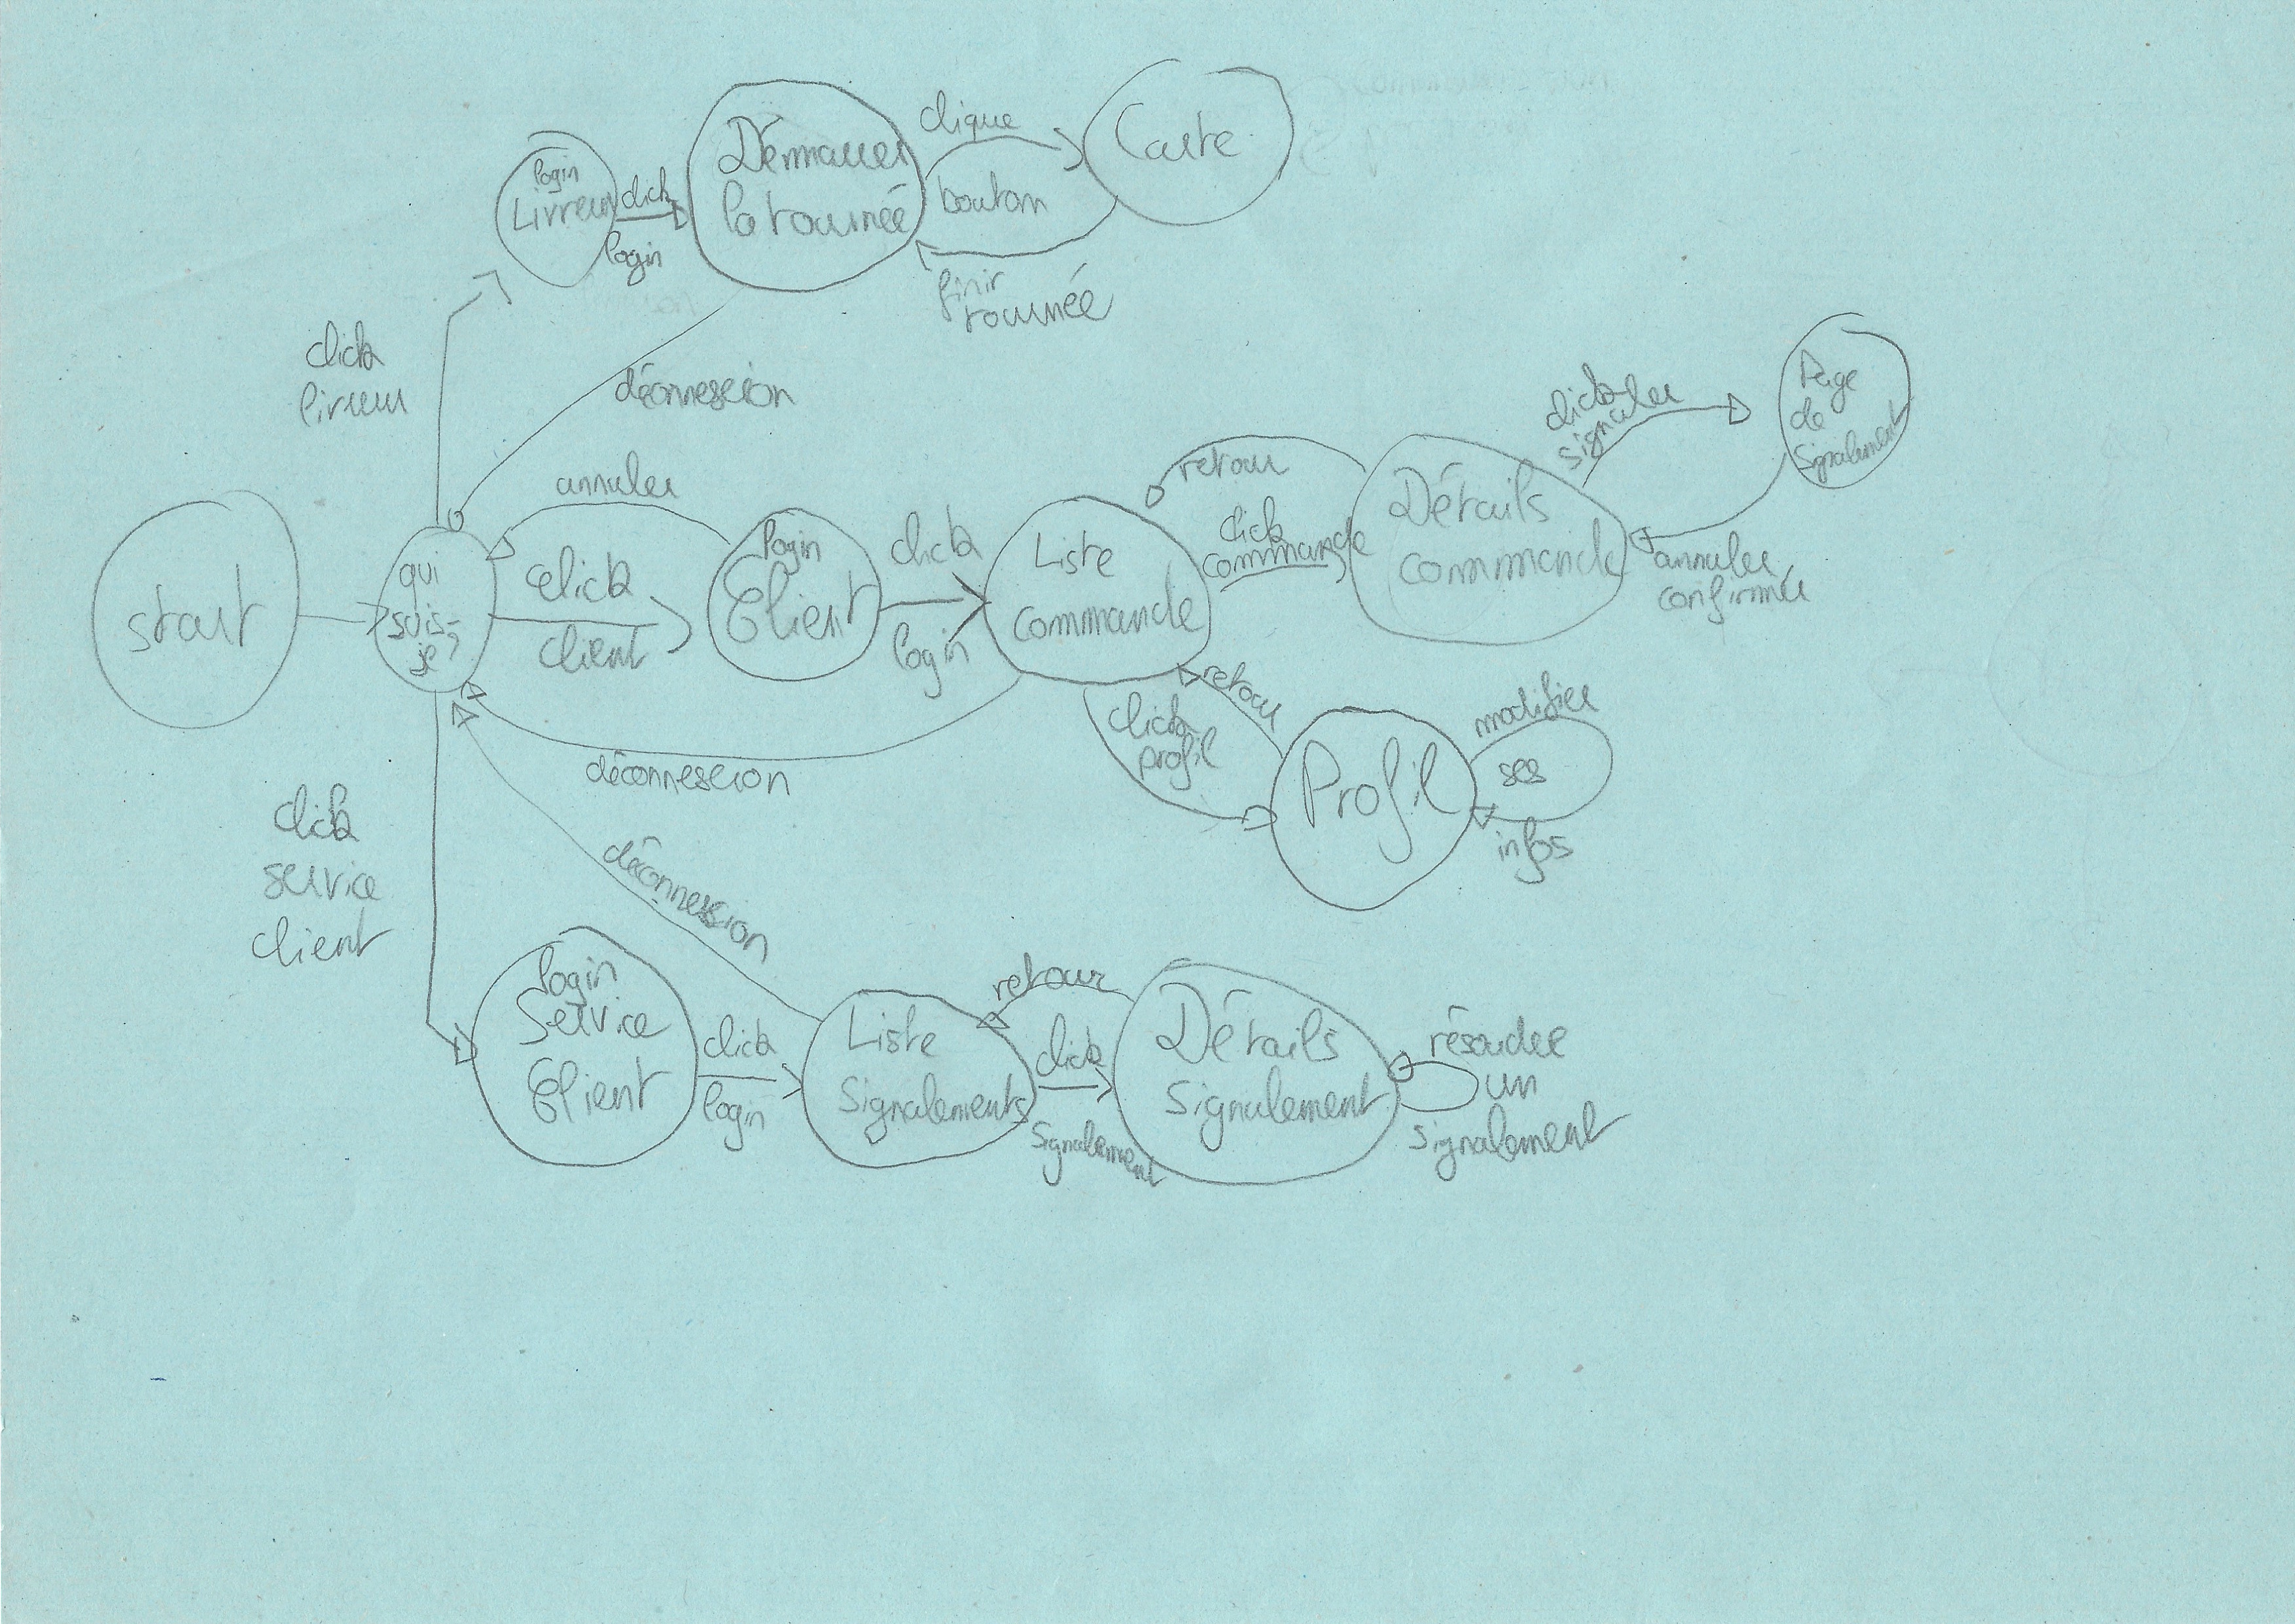 clique
Carte
Démarrer
la tournée
bouton
login
Livreur
click
login
finir
tournée
click
livreur
déconnexion
click
signaler
Page
de
Signalement
annuler
retour
Détails
commande
click
commande
annuler
confirmée
start
qui
suis-
je?
click
client
login
Client
click
login
Liste
commande
retour
click
profil
Profil
modifier
ses
infos
déconnexion
click
service
client
déconnexion
login
Service
Client
click
login
Liste
Signalements
retour
click
Signalement
Détails
Signalement
résoudre
un
signalement